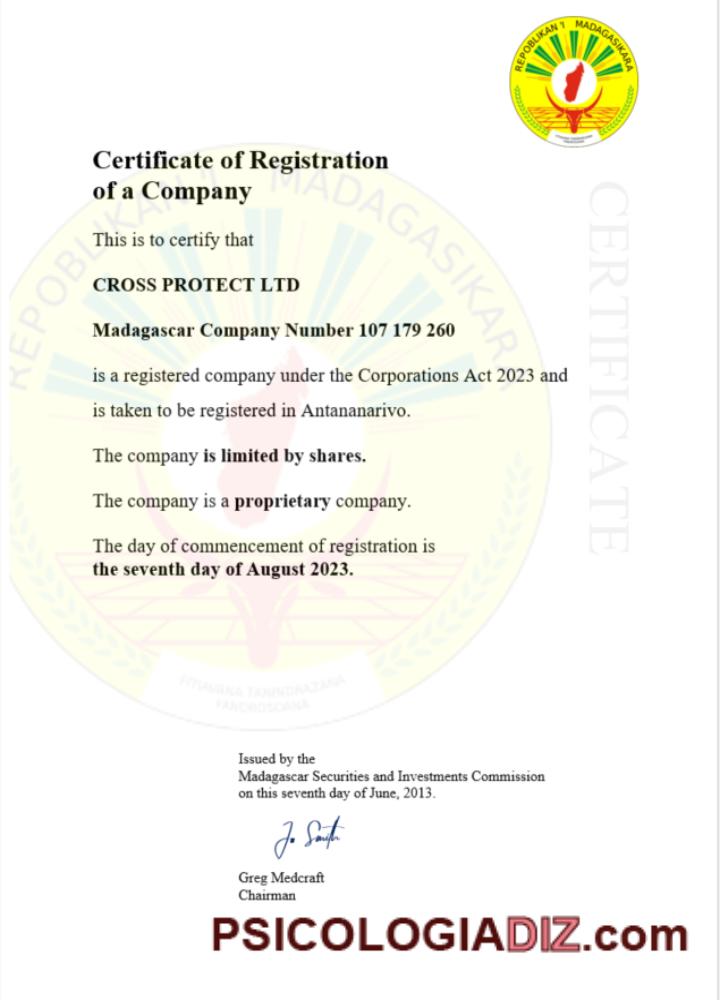 REPOBLIKAN'I MADAGASIKARA
Certificate of Registration
of a Company
This is to certify that
CROSS PROTECT LTD
Madagascar Company Number 107 179 260
is a registered company under the Corporations Act 2023 and
is taken to be registered in Antananarivo.
The company is limited by shares.
The company is a proprietary company.
The day of commencement of registration is
the seventh day of August 2023.
CERTIFICATE
REPOBLIKAN'I MADAGASIKARA
FITIAVANA TANINDRAZANA
FANDROSOANA
Issued by the
Madagascar Securities and Investments Commission
on this seventh day of June, 2013.
J. Smith
Greg Medcraft
Chairman
PSICOLOGIADIZ.com